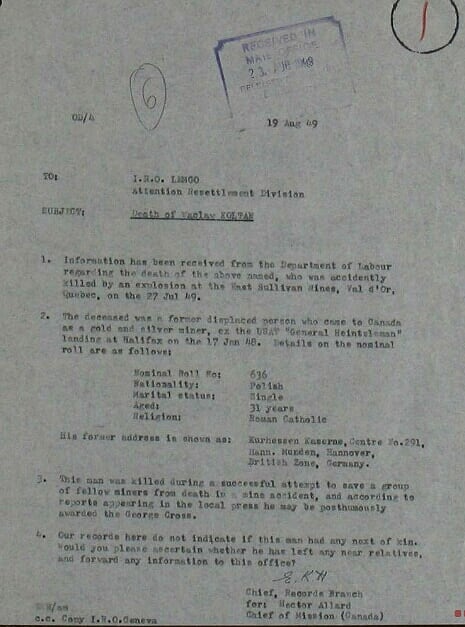 1
RECEIVED IN
MAIL OFFICE
23
6
OD/4
19 Aug 49
TO: I.R.O. LEMGO
Attention Resettlement Division
SUBJECT: Death of Waclaw KOLTAN
1. Information has been received from the Department of Labour
regarding the death of the above named, who was accidently
killed by an explosion at the East Sullivan Mines, Val d'Or,
Quebec, on the 27 Jul 49.
2. The deceased was a former displaced person who came to Canada
as a gold and silver miner, ex the USAT "General Heintzleman"
landing at Halifax on the 17 Jan 48. Details on the nominal
roll are as follows:
Nominal Roll No: 636
Nationality: Polish
Marital status: Single
Aged: 31 years
Religion: Roman Catholic
His former address is shown as: Kurhessen Kaserne, Centre No.291,
Hann. Munden, Hannover,
British Zone, Germany.
3. This man was killed during a successful attempt to save a group
of fellow miners from death in a mine accident, and according to
reports appearing in the local press he may be posthumously
awarded the George Cross.
4. Our records here do not indicate if this man had any next of kin.
Would you please ascertain whether he has left any near relatives,
and forward any information to this office?
E.KH
Chief, Records Branch
for: Hector Allard
Chief of Mission (Canada)
c.c. Copy I.R.O.Geneva